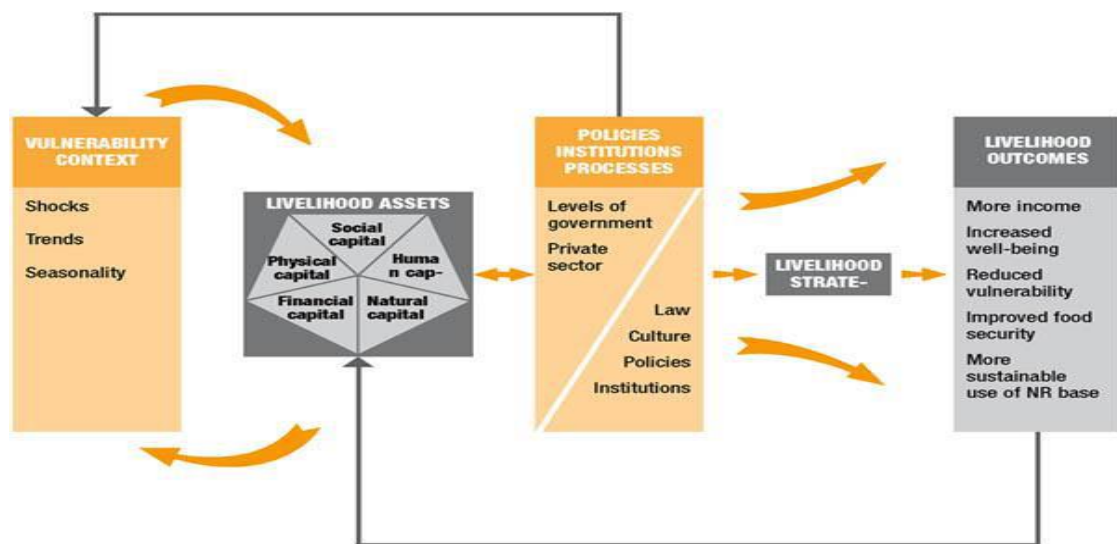 VULNERABILITY
CONTEXT
Shocks
Trends
Seasonality
LIVELIHOOD ASSETS
Social
capital
Physical
capital
Huma
n cap-
Financial
capital
Natural
capital
POLICIES
INSTITUTIONS
PROCESSES
Levels of
government
Private
sector
Law
Culture
Policies
Institutions
LIVELIHOOD
STRATE-
LIVELIHOOD
OUTCOMES
More income
Increased
well-being
Reduced
vulnerability
Improved food
security
More
sustainable
use of NR base